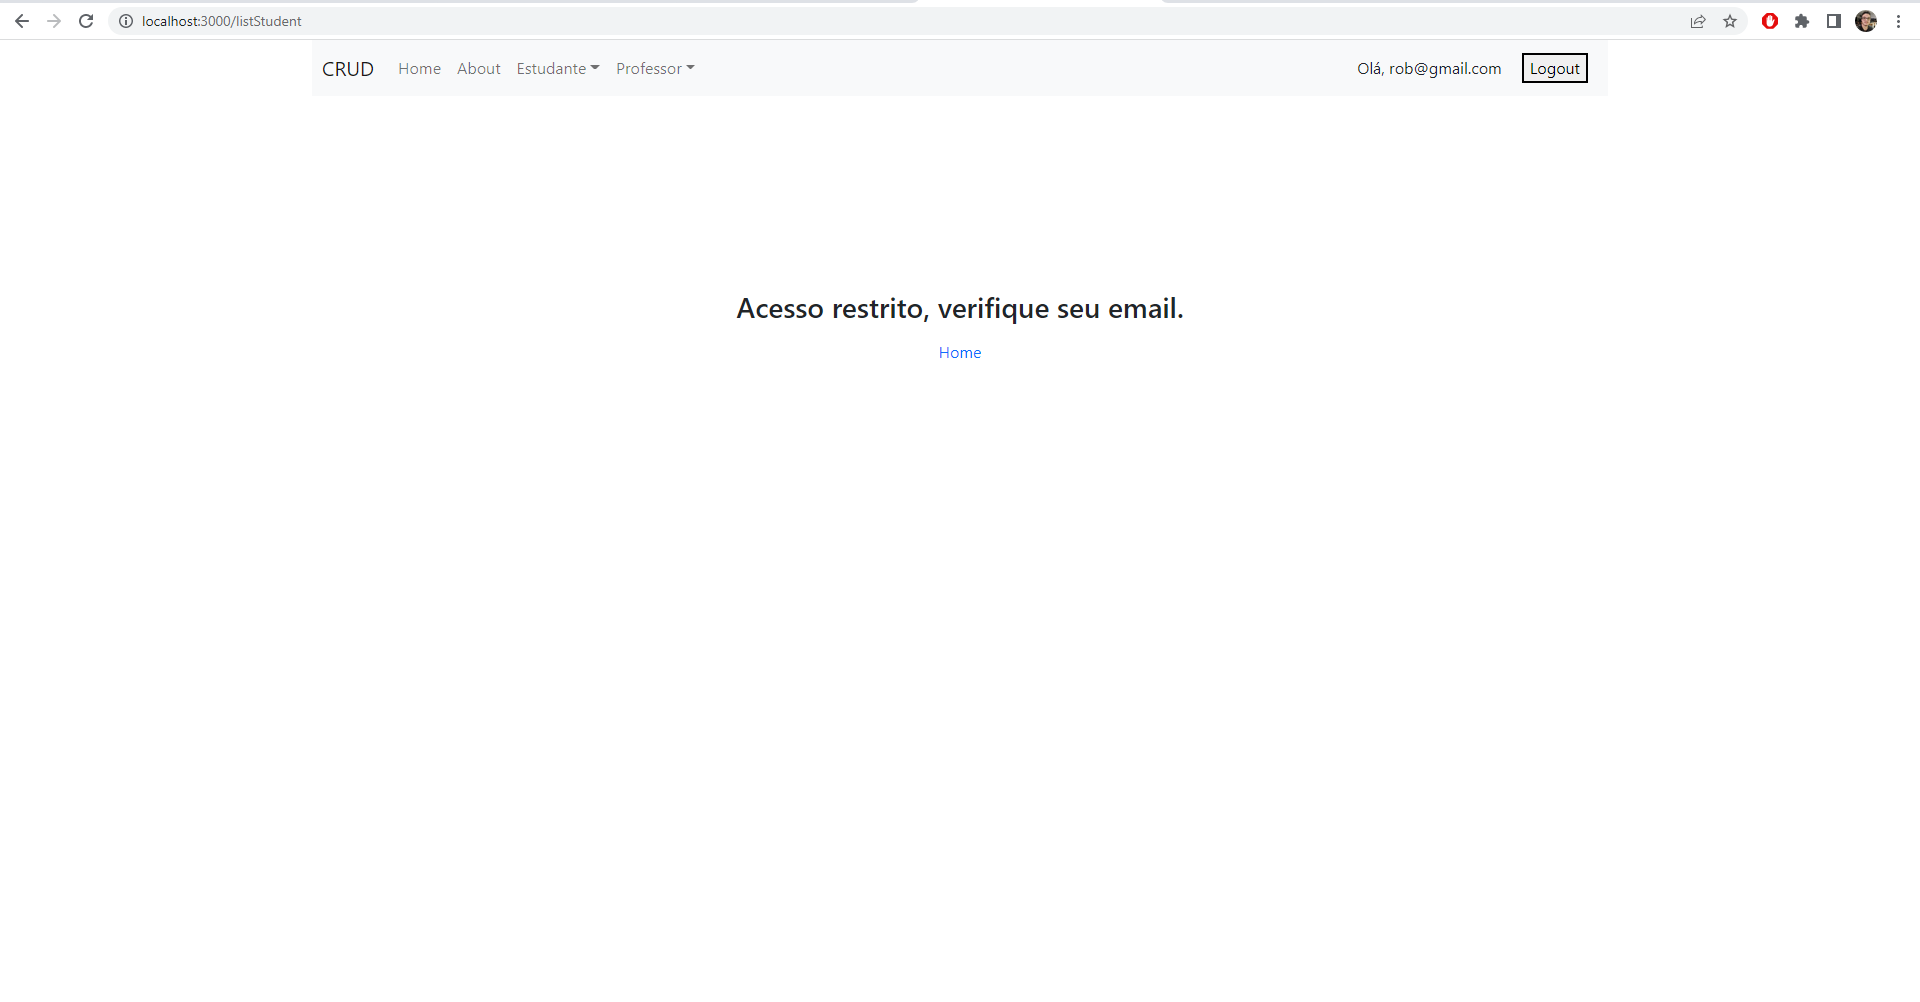 localhost:3000/listStudent
CRUD Home About Estudante Professor Olá, rob@gmail.com Logout
Acesso restrito, verifique seu email.
Home